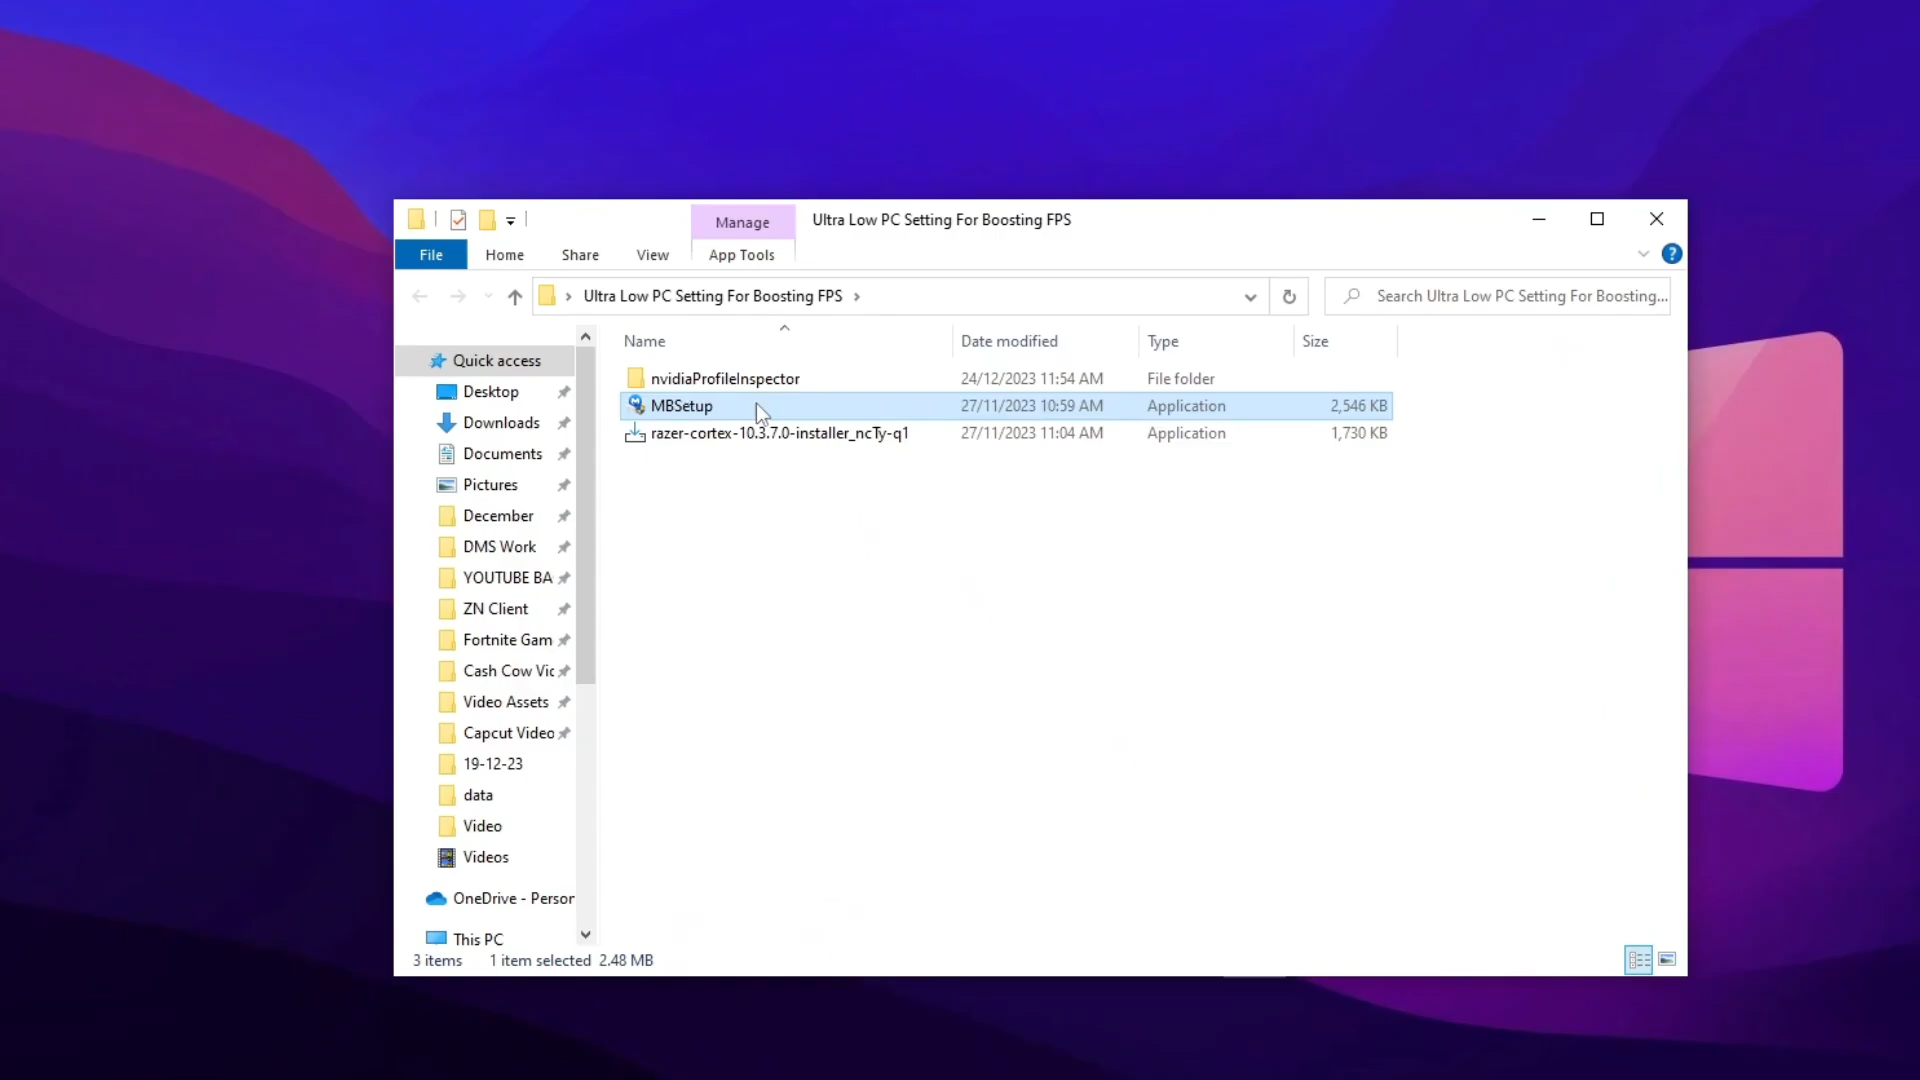 Manage
Ultra Low PC Setting For Boosting FPS
File
Home
Share
View
App Tools
?
Ultra Low PC Setting For Boosting FPS
Search Ultra Low PC Setting For Boosting...
Name
Date modified
Type
Size
Quick access
Desktop
Downloads
Documents
Pictures
December
DMS Work
YOUTUBE BA
ZN Client
Fortnite Gam
Cash Cow Vic
Video Assets
Capcut Video
19-12-23
data
Video
Videos
OneDrive - Person
This PC
nvidiaProfileInspector 24/12/2023 11:54 AM File folder
MBSetup 27/11/2023 10:59 AM Application 2,546 KB
razer-cortex-10.3.7.0-installer_ncTy-q1 27/11/2023 11:04 AM Application 1,730 KB
3 items 1 item selected 2.48 MB